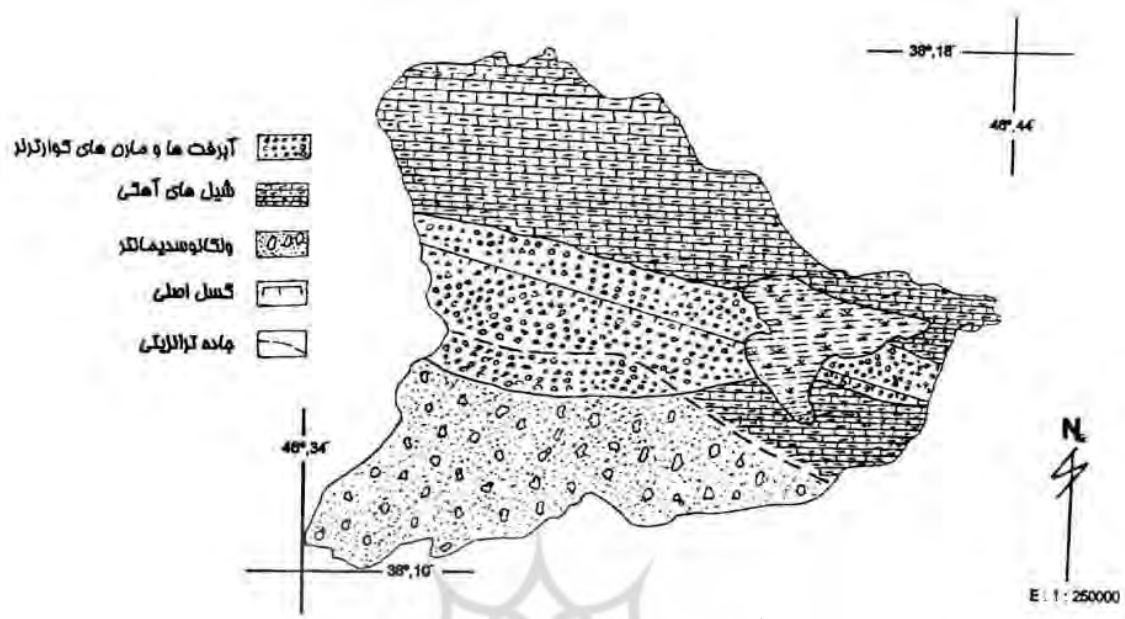 38°,18′
48°,44′
آبرفت ها و مارن های کواترنر
شیل های آهکی
ولکانوسدیمانتر
گسل اصلی
جاده ترانزیتی
48°,34′
38°,10′
N
E : 1 : 250000